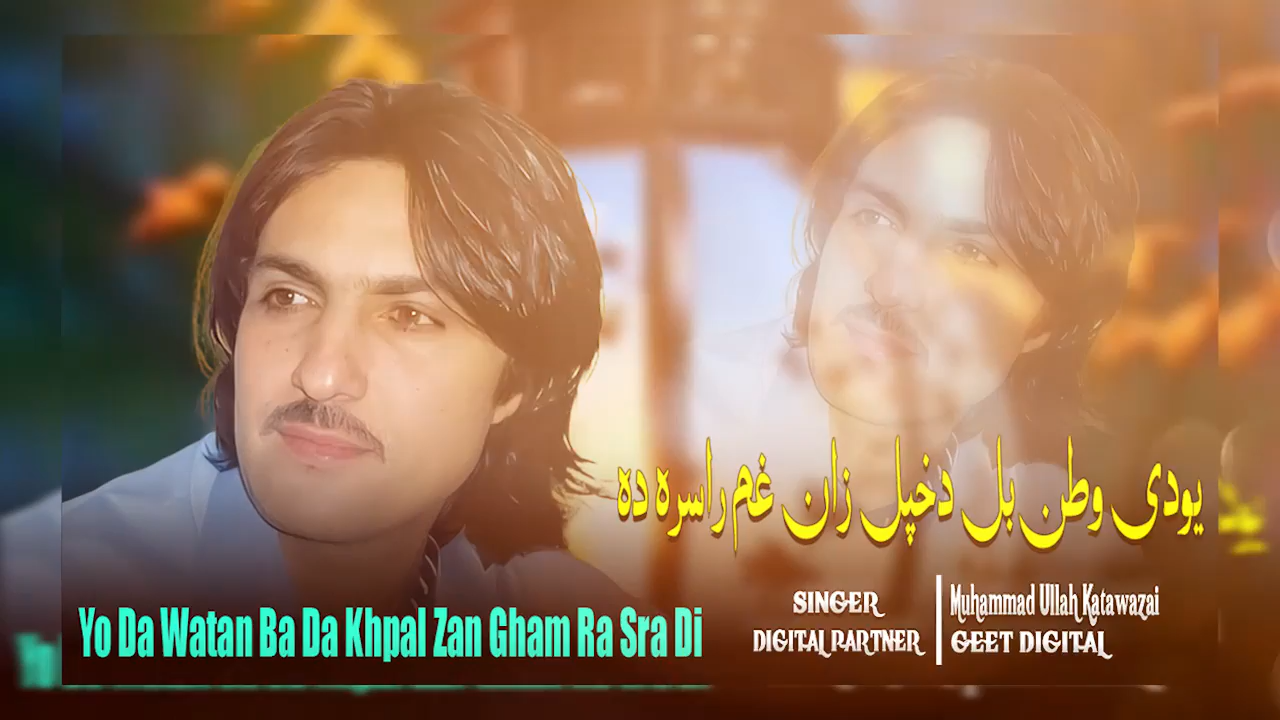 یودی وطن بل دخپل زان غم راسره ده
Yo Da Watan Ba Da Khpal Zan Gham Ra Sra Di
SINGER
Muhammad Ullah Katawazai
DIGITAL PARTNER
GEET DIGITAL